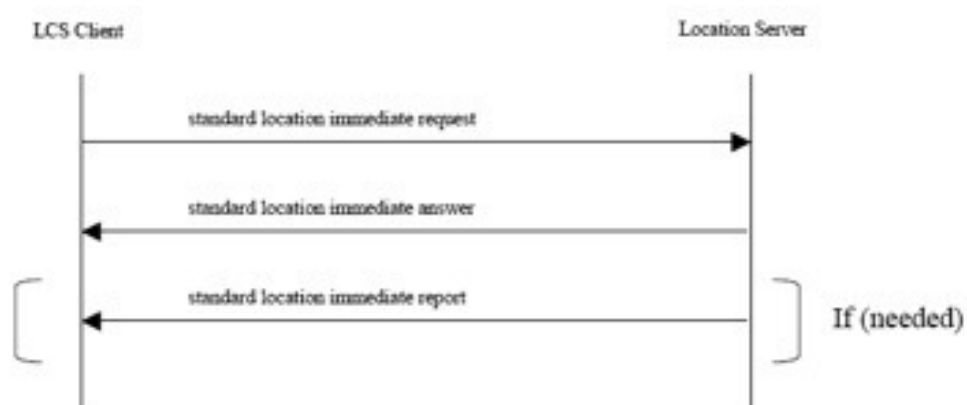 LCS Client
Location Server
standard location immediate request
standard location immediate answer
standard location immediate report
If (needed)